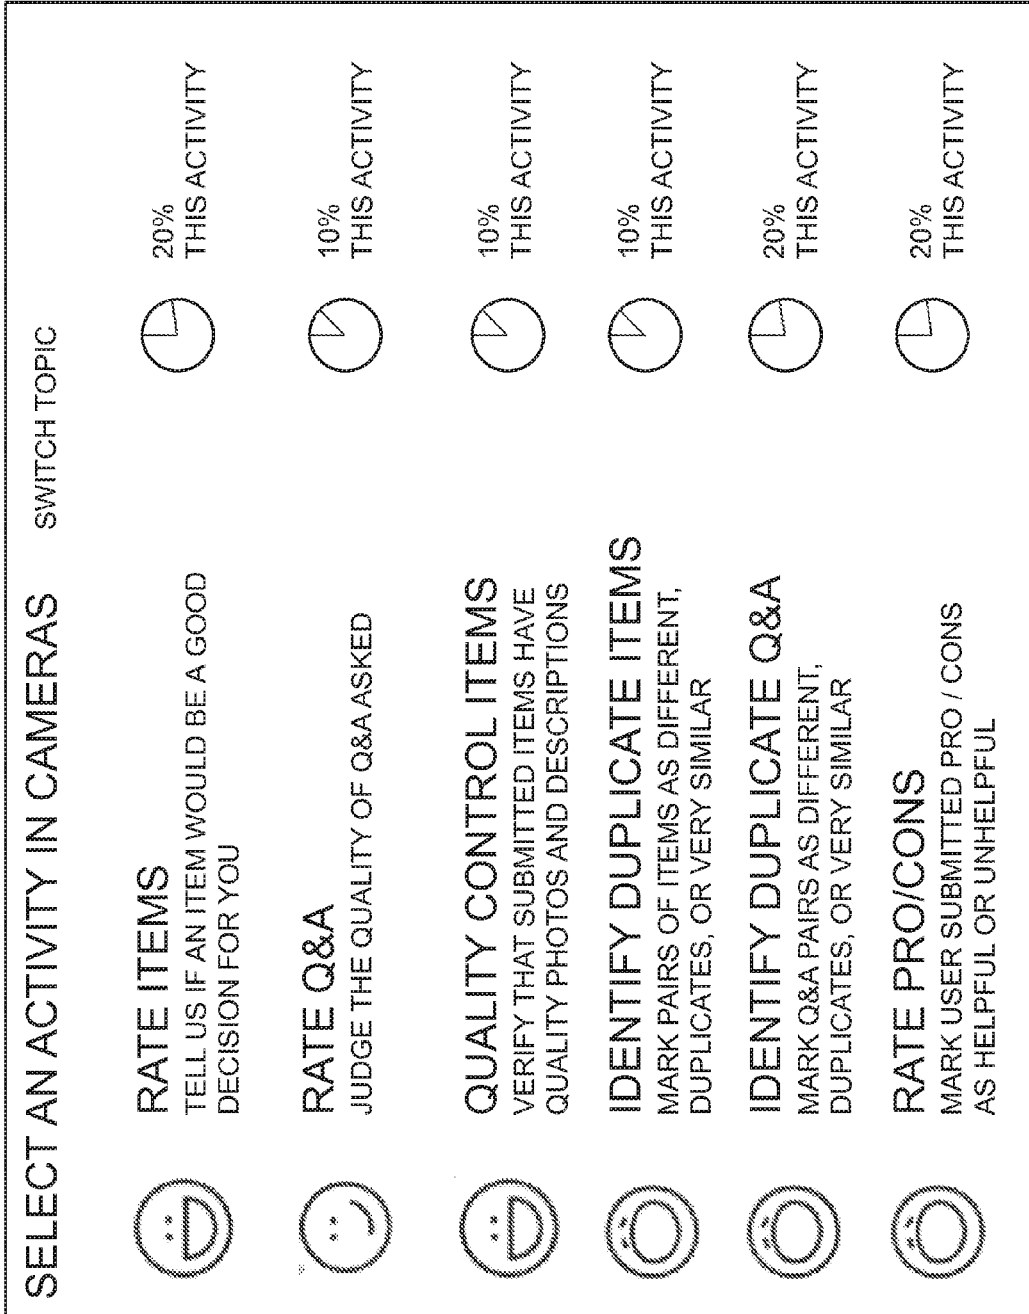 SELECT AN ACTIVITY IN CAMERAS
SWITCH TOPIC
RATE ITEMS
TELL US IF AN ITEM WOULD BE A GOOD
DECISION FOR YOU
20%
THIS ACTIVITY
RATE Q&A
JUDGE THE QUALITY OF Q&A ASKED
10%
THIS ACTIVITY
QUALITY CONTROL ITEMS
VERIFY THAT SUBMITTED ITEMS HAVE
QUALITY PHOTOS AND DESCRIPTIONS
10%
THIS ACTIVITY
IDENTIFY DUPLICATE ITEMS
MARK PAIRS OF ITEMS AS DIFFERENT,
DUPLICATES, OR VERY SIMILAR
10%
THIS ACTIVITY
IDENTIFY DUPLICATE Q&A
MARK Q&A PAIRS AS DIFFERENT,
DUPLICATES, OR VERY SIMILAR
20%
THIS ACTIVITY
RATE PRO/CONS
MARK USER SUBMITTED PRO / CONS
AS HELPFUL OR UNHELPFUL
20%
THIS ACTIVITY